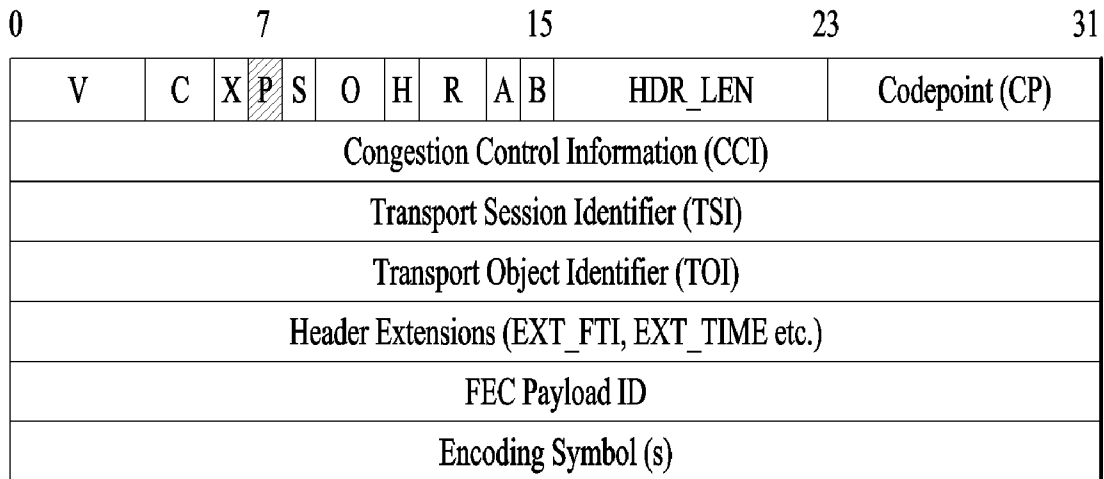 0 7 15 23 31
V C X P S O H R A B HDR_LEN Codepoint (CP)
Congestion Control Information (CCI)
Transport Session Identifier (TSI)
Transport Object Identifier (TOI)
Header Extensions (EXT_FTI, EXT_TIME etc.)
FEC Payload ID
Encoding Symbol (s)